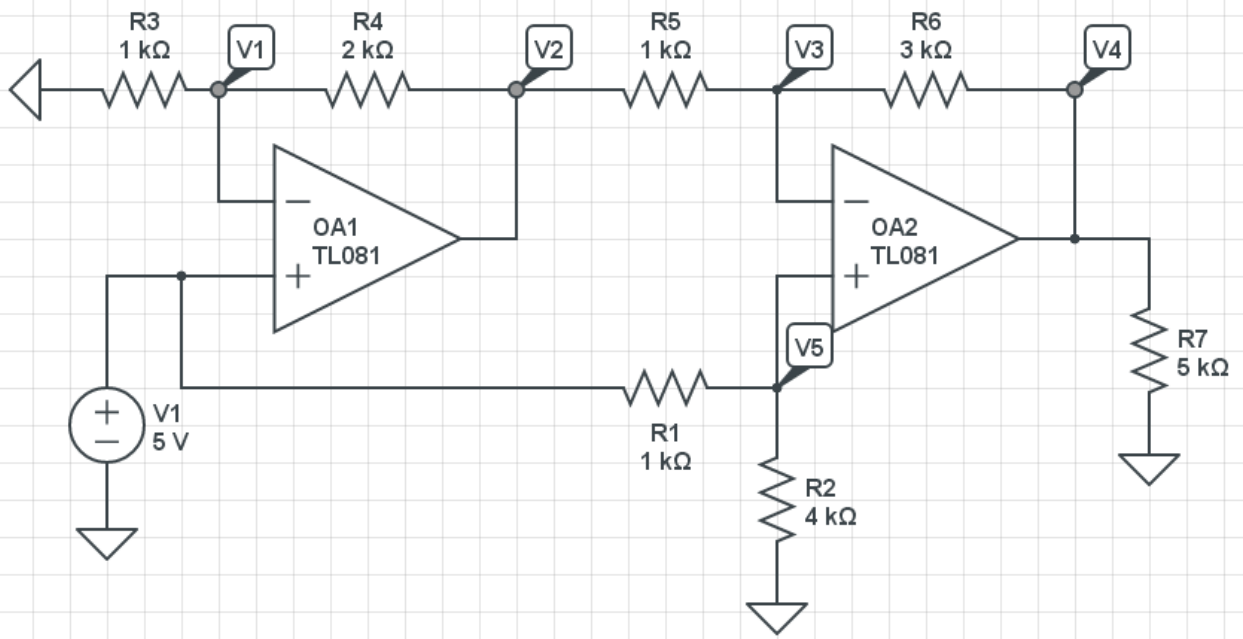 R3
1 kΩ
V1
R4
2 kΩ
V2
R5
1 kΩ
V3
R6
3 kΩ
V4
OA1
TL081
OA2
TL081
V5
R7
5 kΩ
V1
5 V
R1
1 kΩ
R2
4 kΩ